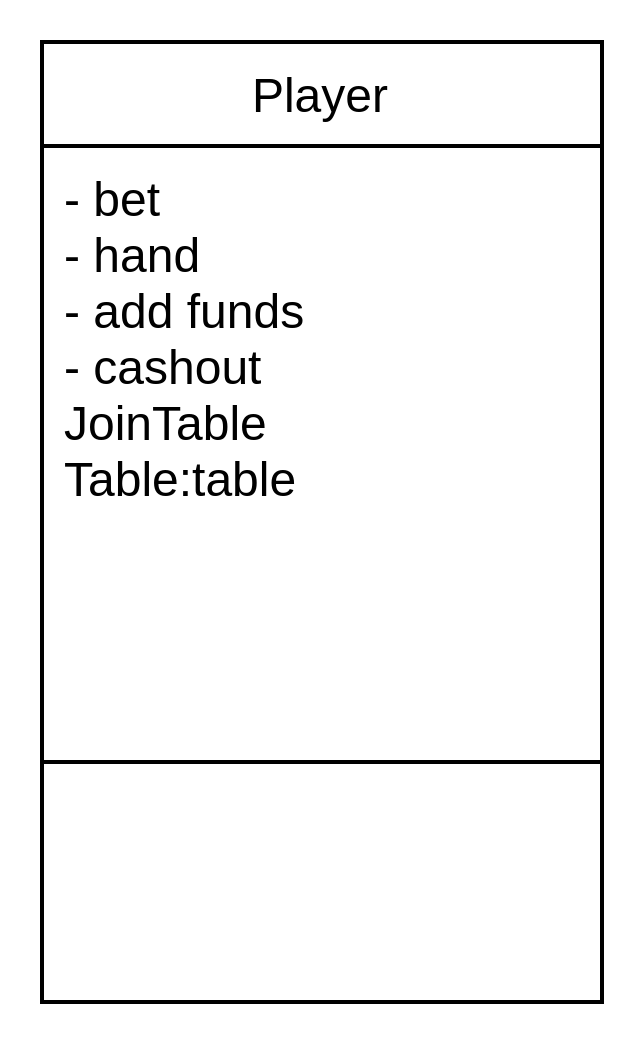 Player
- bet
- hand
- add funds
- cashout
JoinTable
Table:table